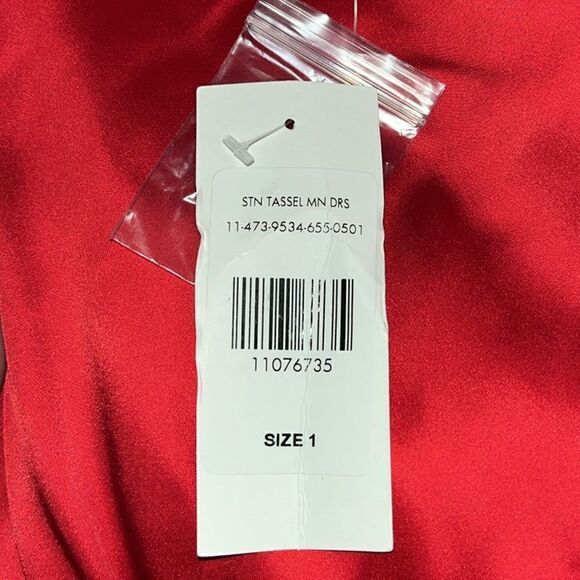 STN TASSEL MN DRS
11-473-9534-655-0501
11076735
SIZE 1